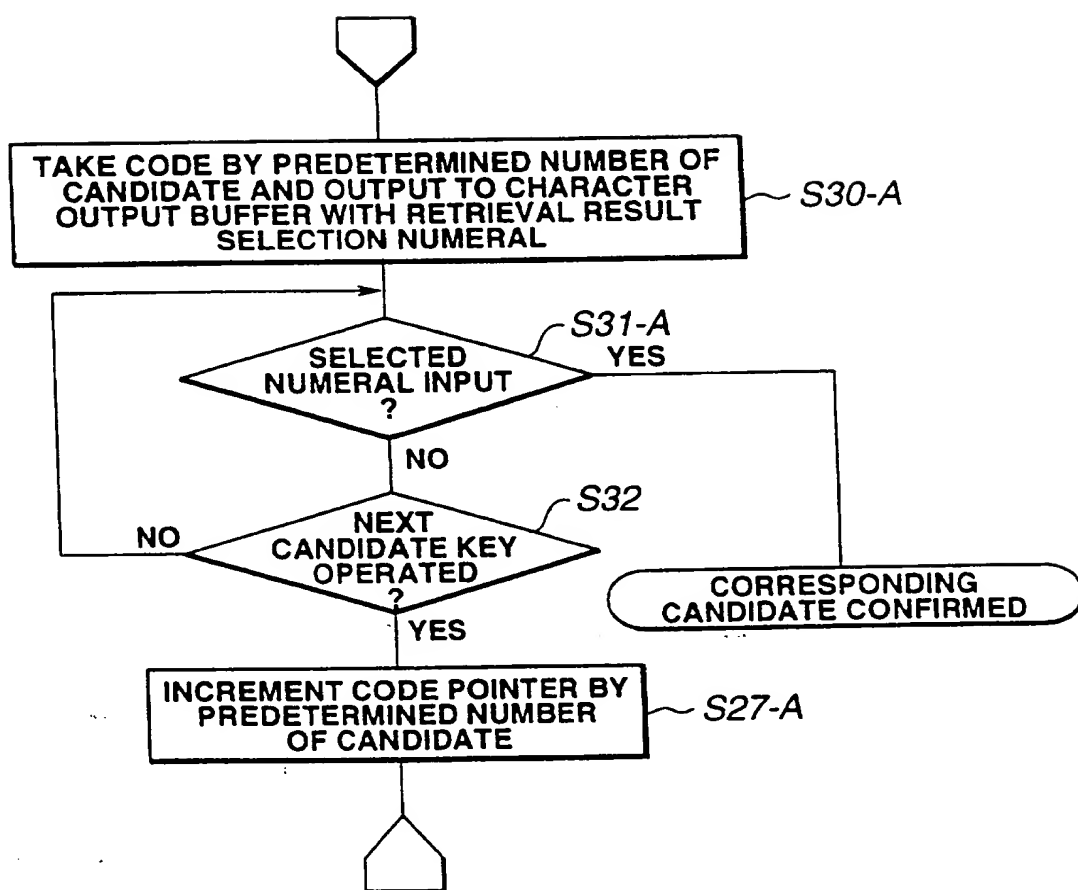 TAKE CODE BY PREDETERMINED NUMBER OF
CANDIDATE AND OUTPUT TO CHARACTER
OUTPUT BUFFER WITH RETRIEVAL RESULT
SELECTION NUMERAL
S30-A
S31-A
SELECTED
NUMERAL INPUT
?
YES
NO
S32
NEXT
CANDIDATE KEY
OPERATED
?
NO
YES
CORRESPONDING
CANDIDATE CONFIRMED
INCREMENT CODE POINTER BY
PREDETERMINED NUMBER
OF CANDIDATE
S27-A